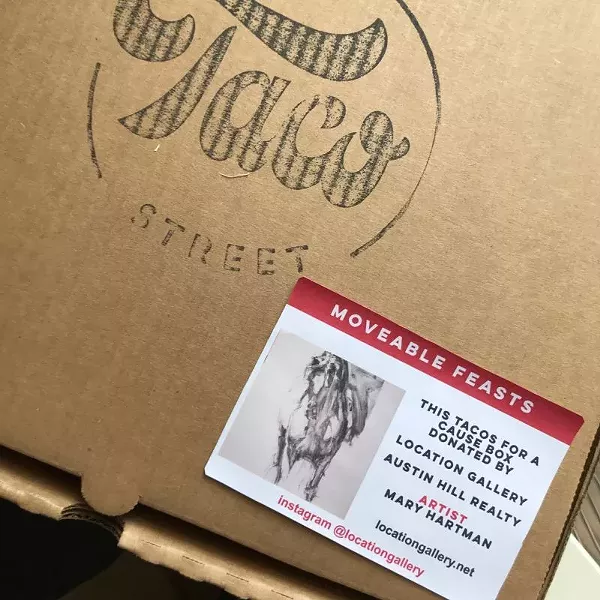 Taco
STREET
MOVEABLE FEASTS
THIS TACOS FOR A
CAUSE BOX
DONATED BY
LOCATION GALLERY
AUSTIN HILL REALTY
ARTIST
MARY HARTMAN
locationgallery.net
instagram @locationgallery